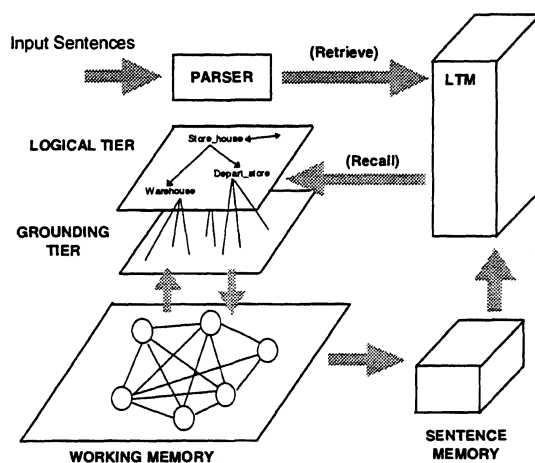 Input Sentences
PARSER
(Retrieve)
LTM
LOGICAL TIER
Store_house
(Recall)
Depart_store
Warehouse
GROUNDING
TIER
WORKING MEMORY
SENTENCE
MEMORY